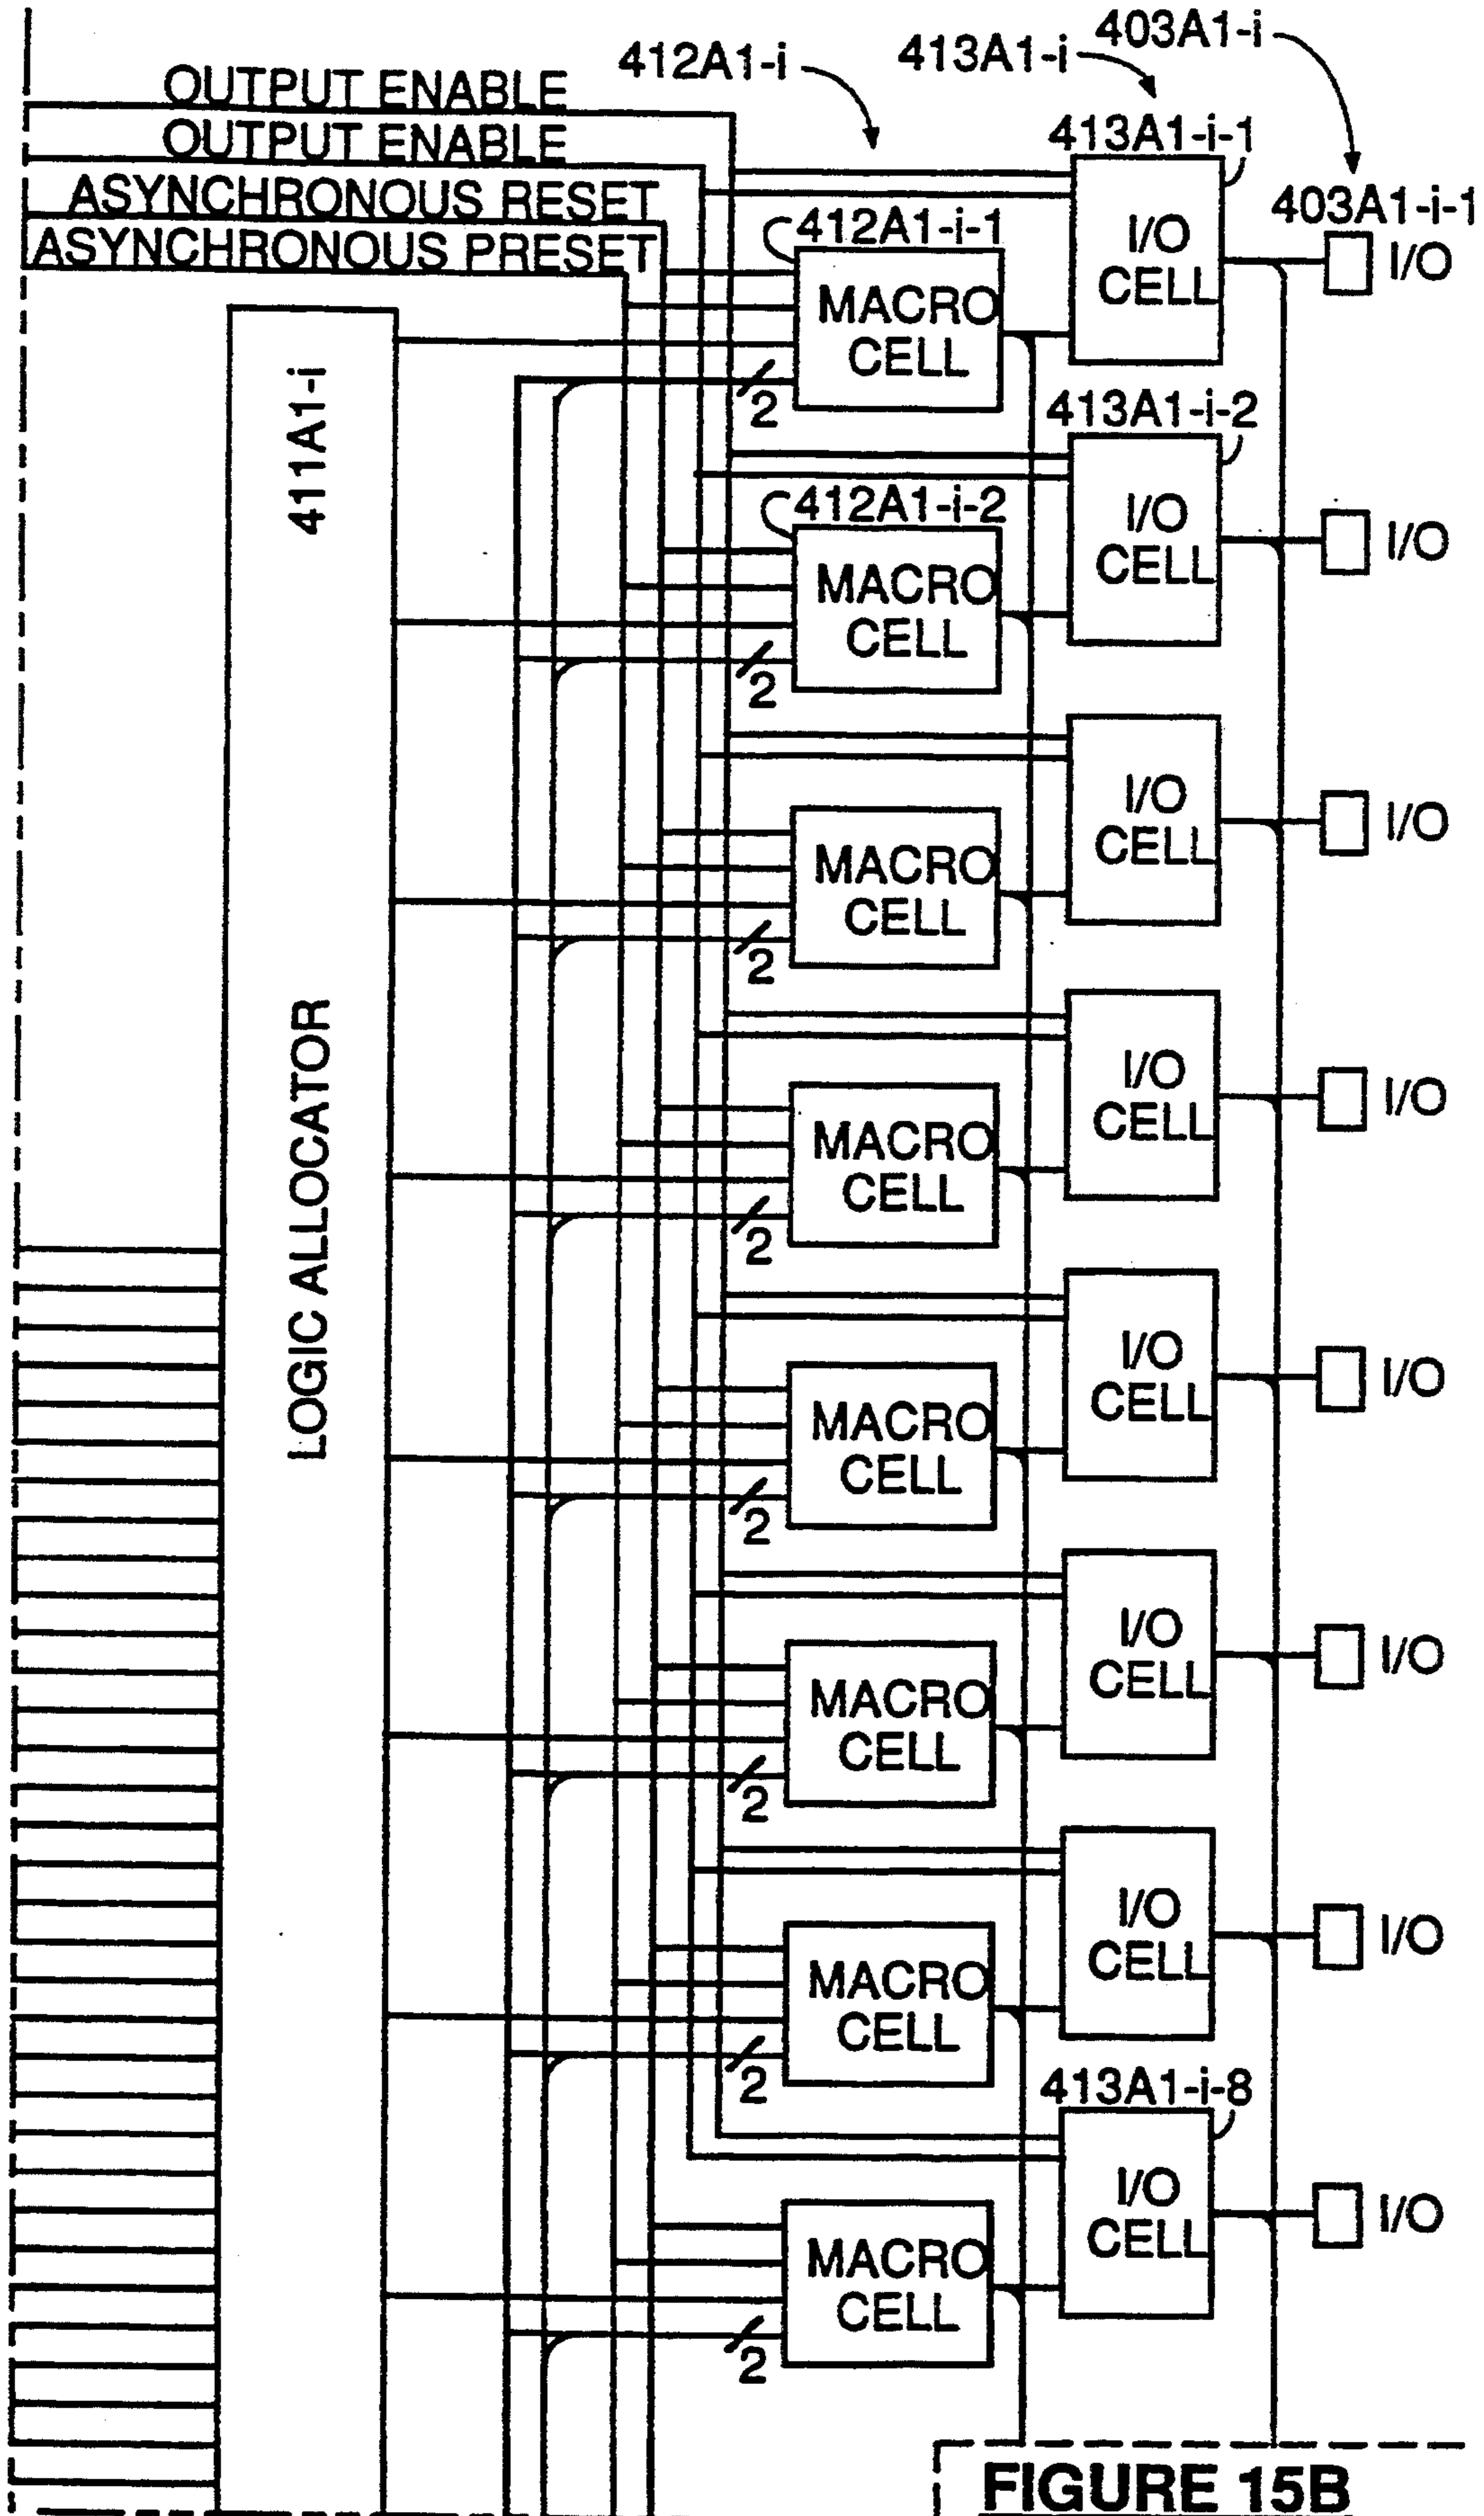 412A1-i
413A1-i
403A1-i
OUTPUT ENABLE
OUTPUT ENABLE
ASYNCHRONOUS RESET
ASYNCHRONOUS PRESET
413A1-i-1
403A1-i-1
412A1-i-1
I/O
CELL
I/O
MACRO
CELL
2
411A1-i
LOGIC ALLOCATOR
413A1-i-2
412A1-i-2
I/O
CELL
I/O
MACRO
CELL
2
I/O
CELL
I/O
MACRO
CELL
2
I/O
CELL
I/O
MACRO
CELL
2
I/O
CELL
I/O
MACRO
CELL
2
I/O
CELL
I/O
MACRO
CELL
2
I/O
CELL
I/O
MACRO
CELL
2
413A1-i-8
I/O
CELL
I/O
MACRO
CELL
2
FIGURE 15B